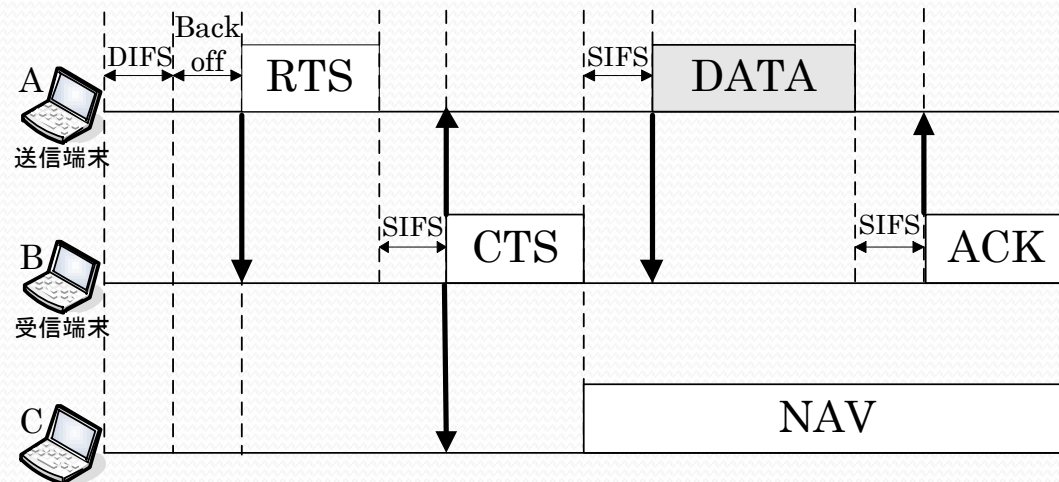 Back
off
DIFS
RTS
SIFS
DATA
A
送信端末
SIFS
CTS
SIFS
ACK
B
受信端末
NAV
C